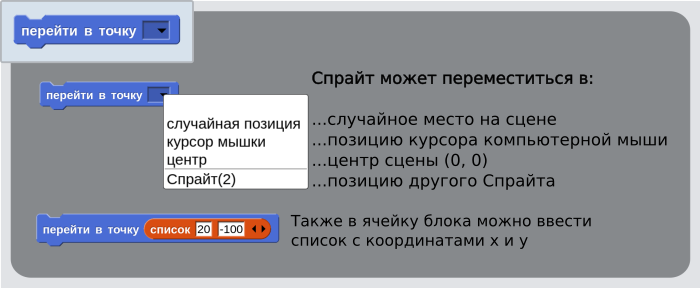 перейти в точку
Спрайт может переместиться в:
перейти в точку
случайная позиция
курсор мышки
центр
Спрайт(2)
...случайное место на сцене
...позицию курсора компьютерной мыши
...центр сцены (0, 0)
...позицию другого Спрайта
перейти в точку список 20 -100
Также в ячейку блока можно ввести
список с координатами x и y